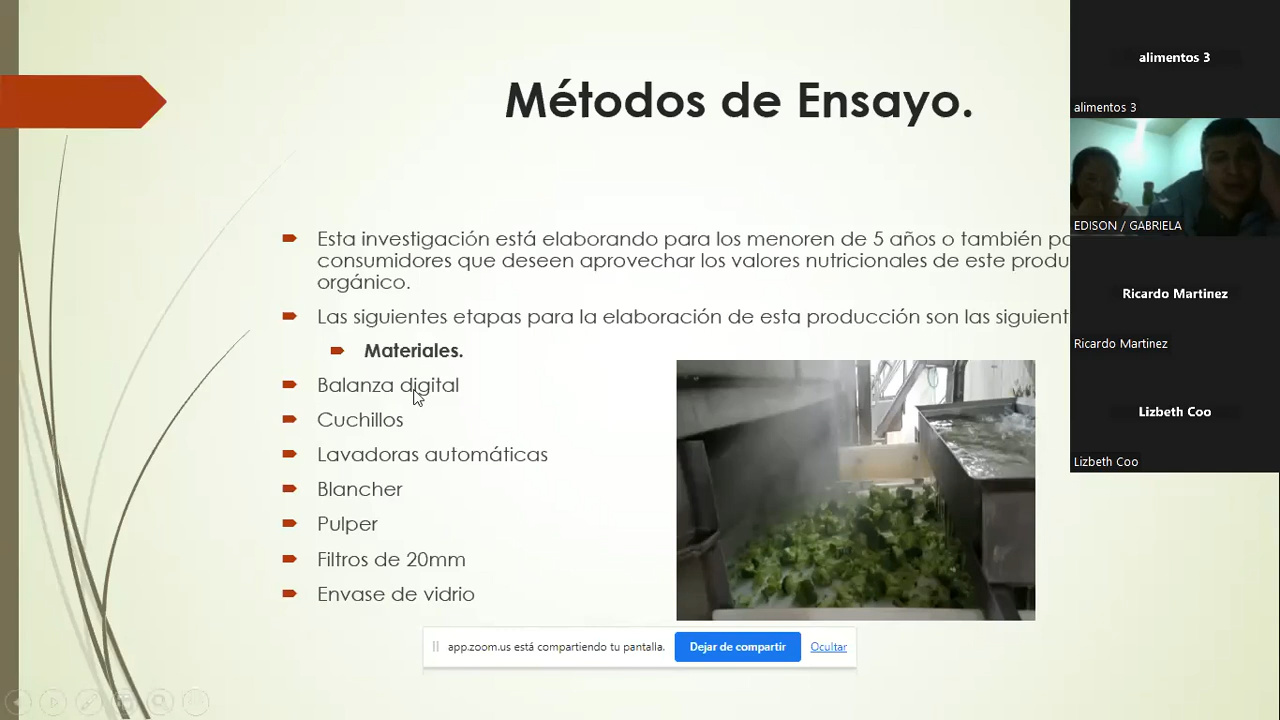 Métodos de Ensayo.
Esta investigación está elaborando para los menoren de 5 años o también
consumidores que deseen aprovechar los valores nutricionales de este
orgánico.
Las siguientes etapas para la elaboración de esta producción son las
Materiales.
Balanza digital
Cuchillos
Lavadoras automáticas
Blancher
Pulper
Filtros de 20mm
Envase de vidrio
app.zoom.us está compartiendo tu pantalla.
Dejar de compartir
Ocultar
alimentos 3
alimentos 3
EDISON / GABRIELA
Ricardo Martinez
Ricardo Martinez
Lizbeth Coo
Lizbeth Coo